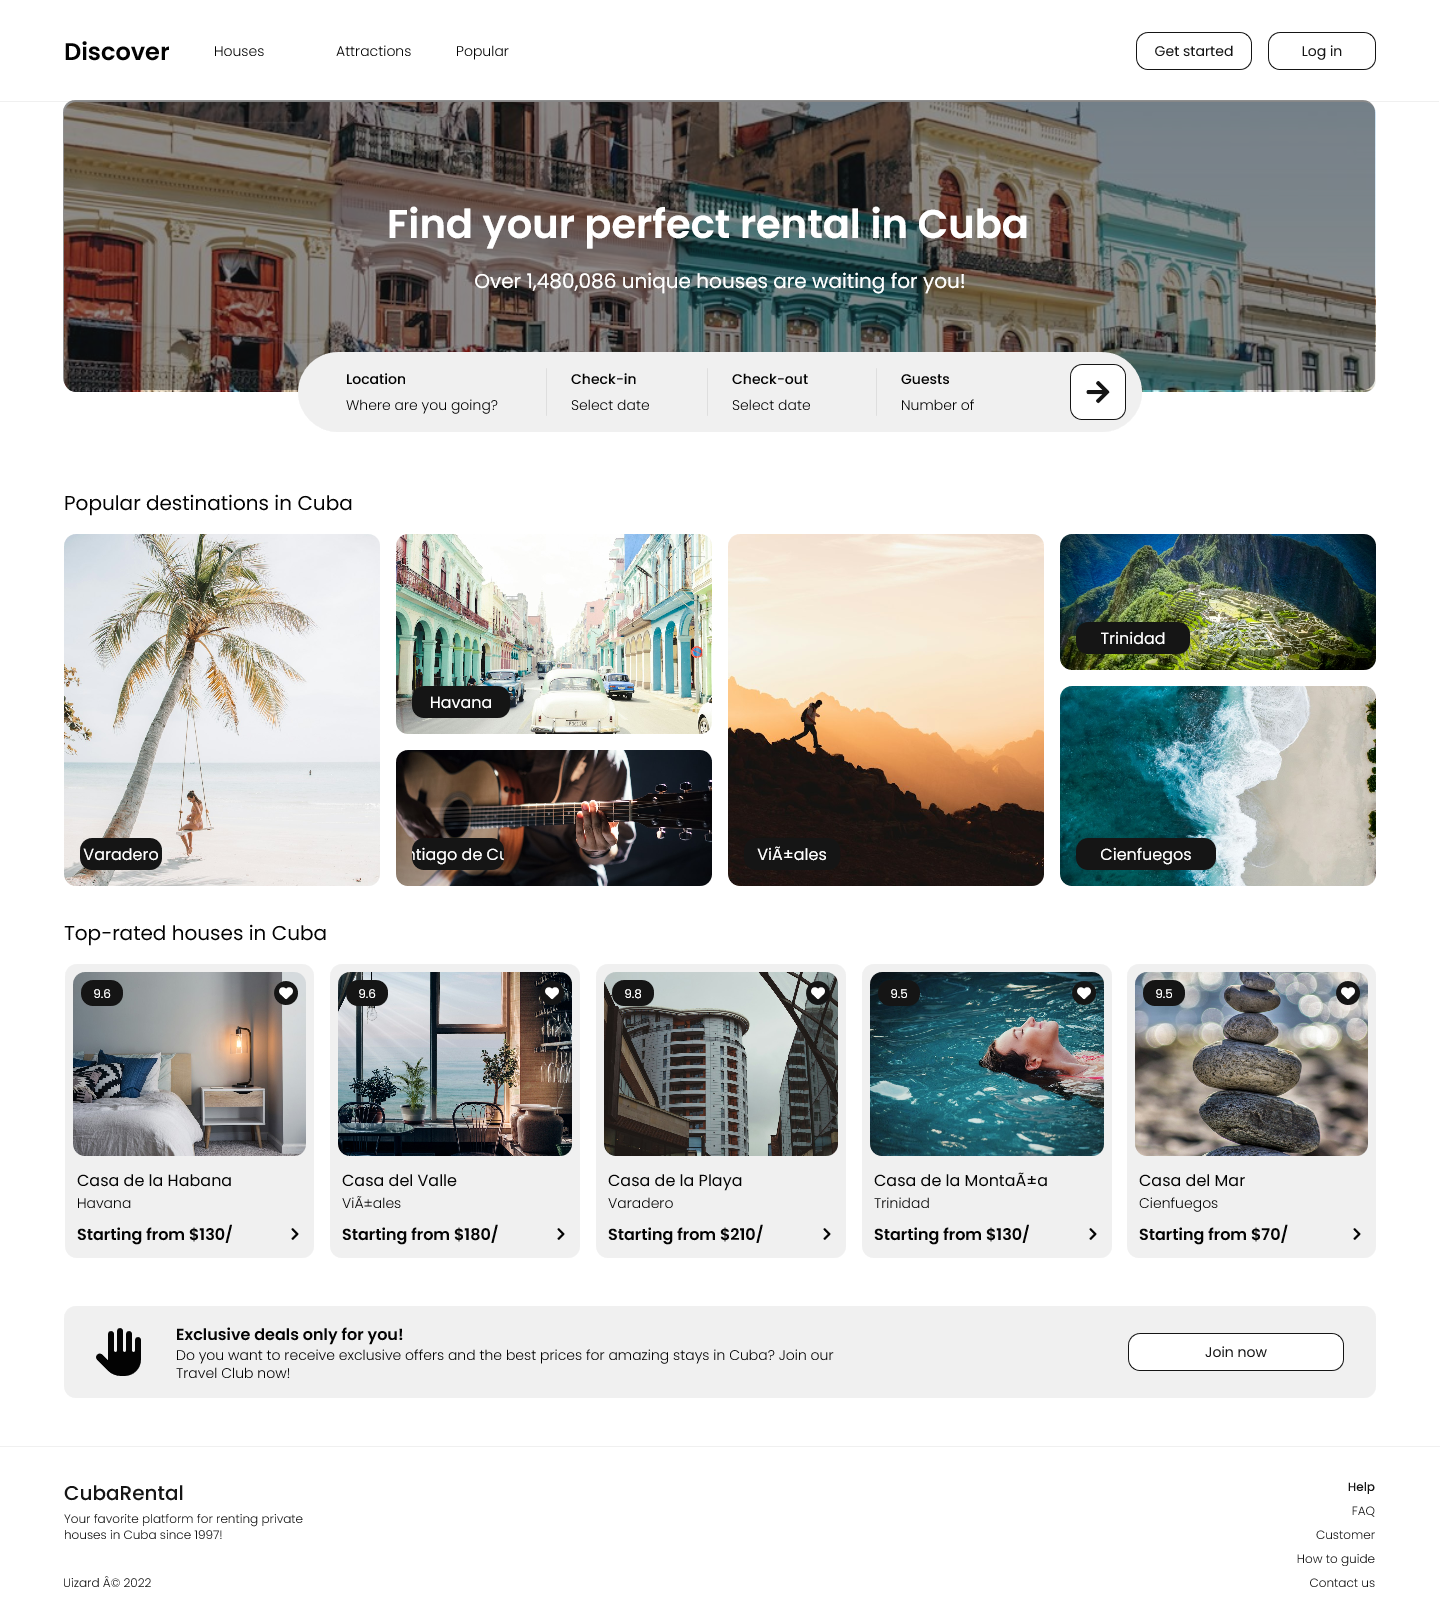 Discover
Houses
Attractions
Popular
Get started
Log in
Find your perfect rental in Cuba
Over 1,480,086 unique houses are waiting for you!
Location
Where are you going?
Check-in
Select date
Check-out
Select date
Guests
Number of
Popular destinations in Cuba
Varadero
Havana
ntiago de Cu
ViÃ±ales
Trinidad
Cienfuegos
Top-rated houses in Cuba
9.6
Casa de la Habana
Havana
Starting from $130/
9.6
Casa del Valle
ViÃ±ales
Starting from $180/
9.8
Casa de la Playa
Varadero
Starting from $210/
9.5
Casa de la MontaÃ±a
Trinidad
Starting from $130/
9.5
Casa del Mar
Cienfuegos
Starting from $70/
Exclusive deals only for you!
Do you want to receive exclusive offers and the best prices for amazing stays in Cuba? Join our
Travel Club now!
Join now
CubaRental
Your favorite platform for renting private
houses in Cuba since 1997!
Uizard Â© 2022
Help
FAQ
Customer
How to guide
Contact us